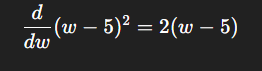 d/dw (w − 5)² = 2(w − 5)